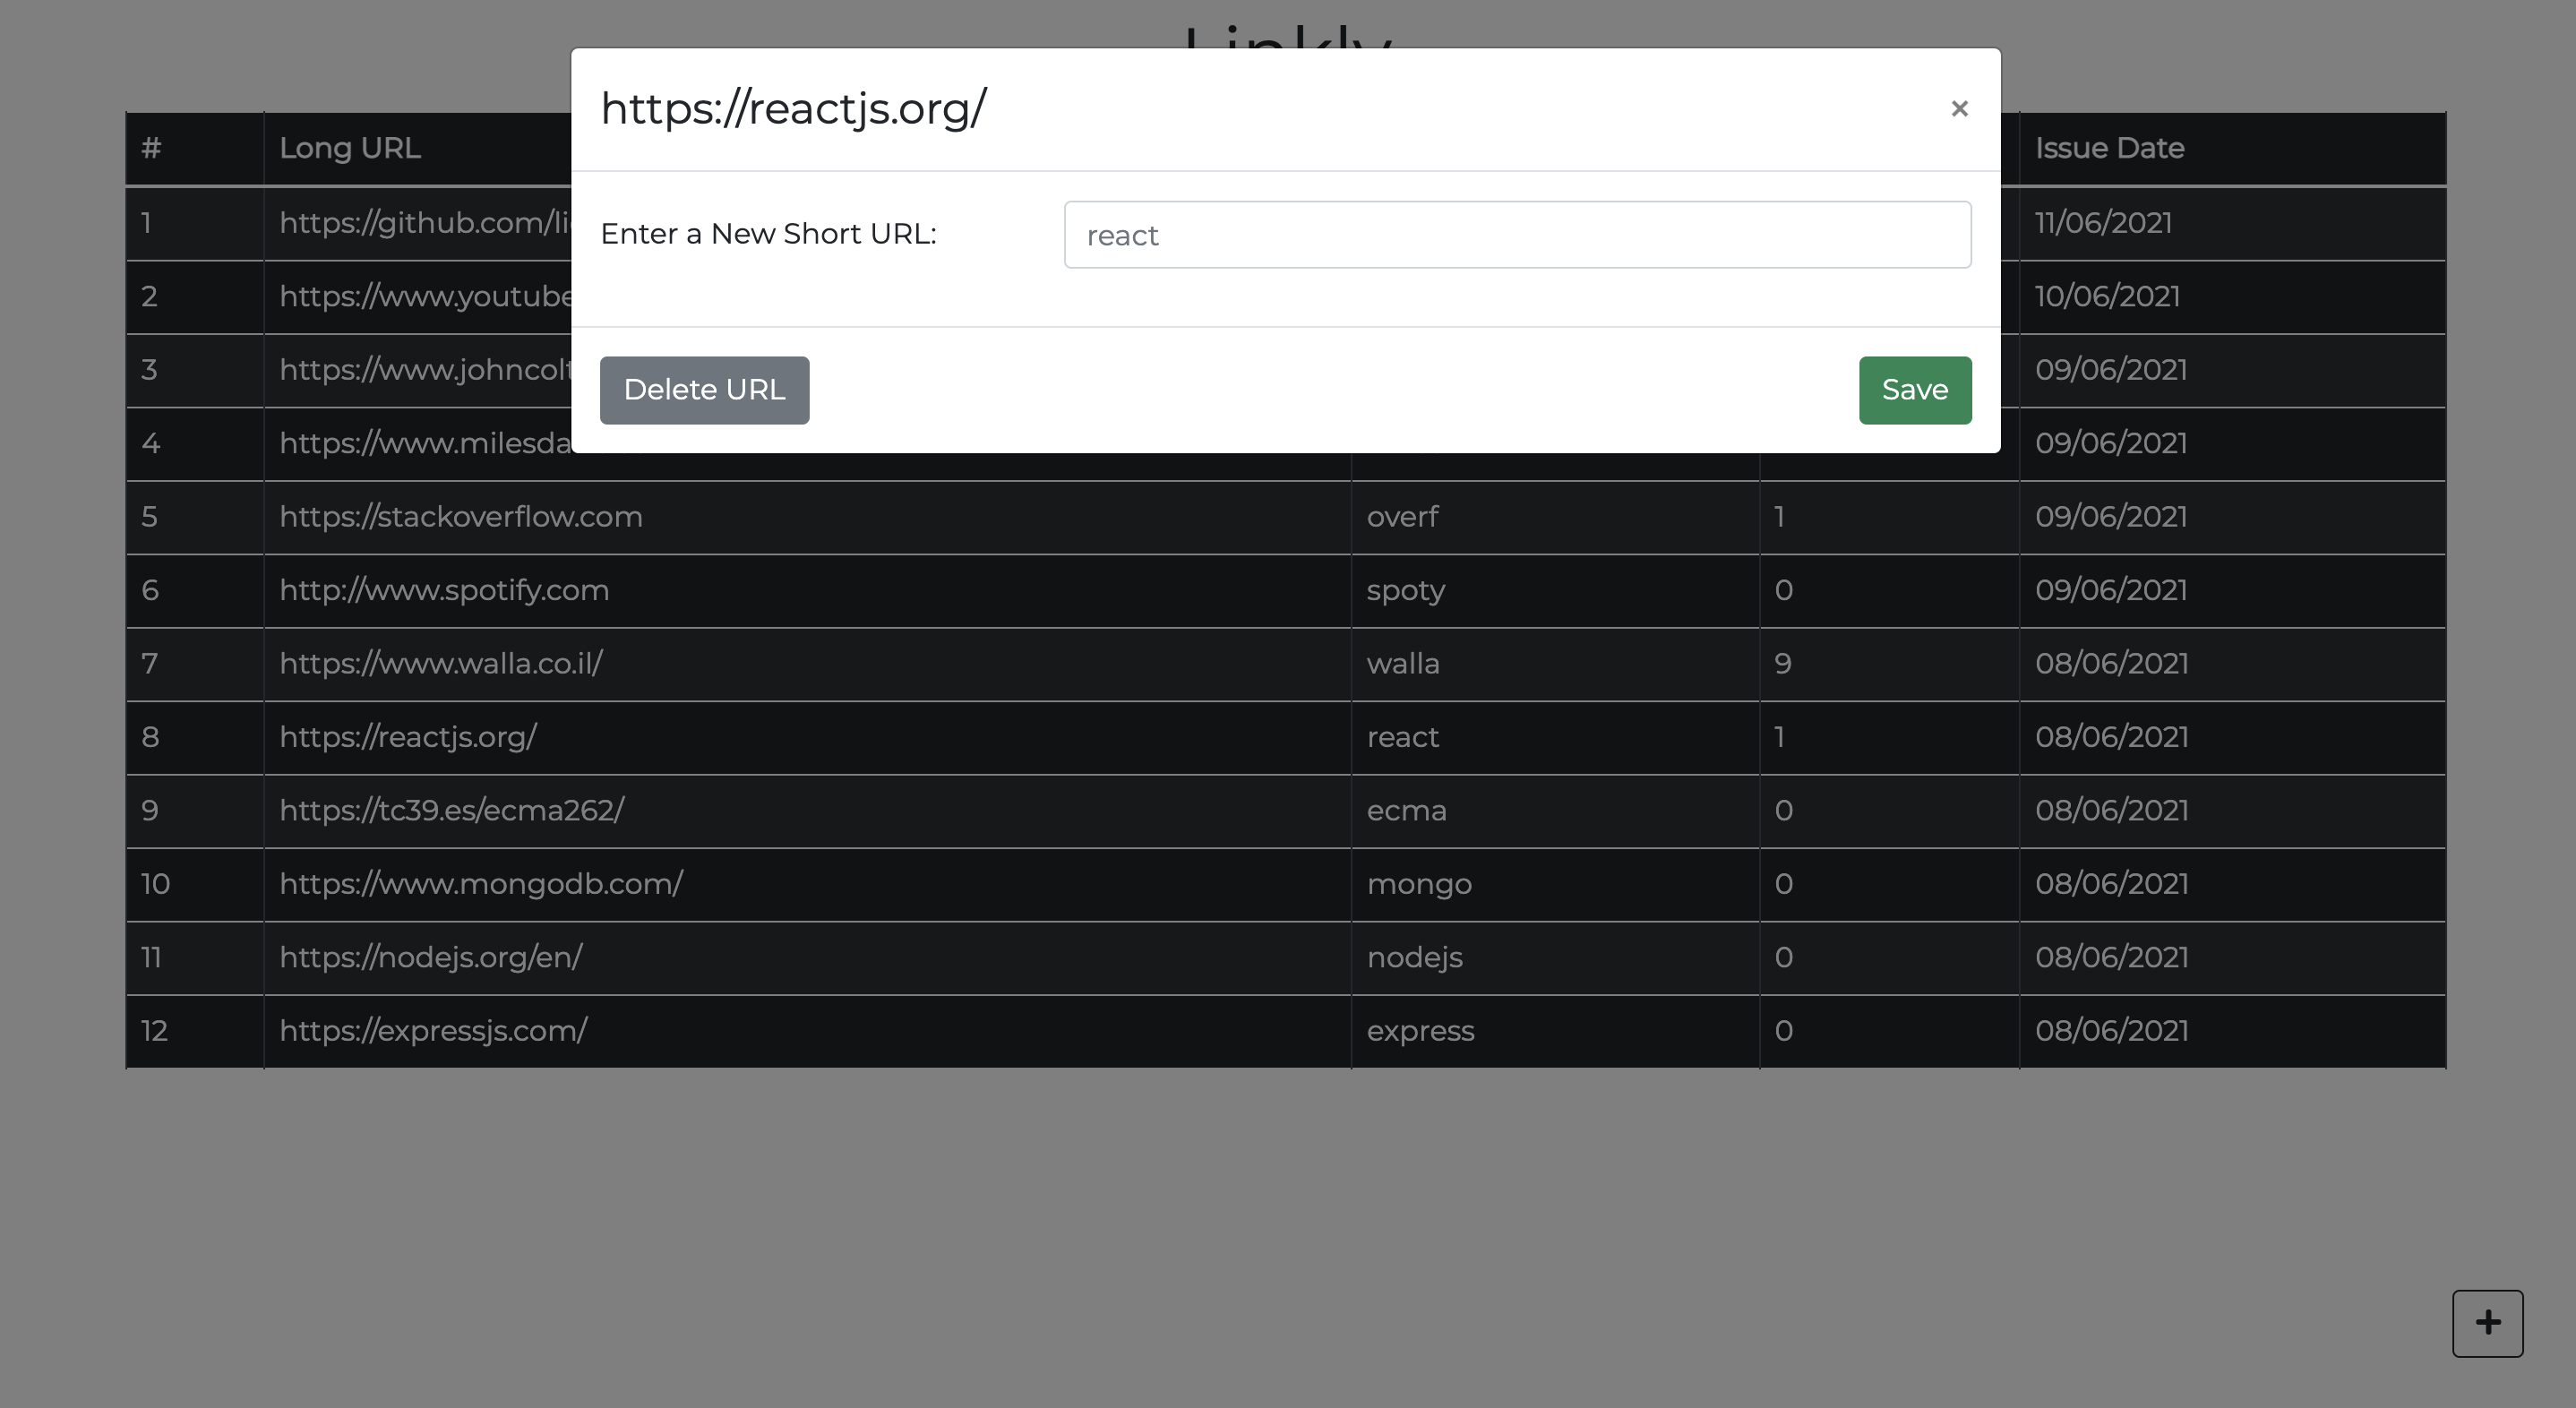 Linkly
https://reactjs.org/ ×
Enter a New Short URL: react
Delete URL Save
# Long URL Issue Date
1 https://github.com/li 11/06/2021
2 https://www.youtube 10/06/2021
3 https://www.johncolt 09/06/2021
4 https://www.milesda 09/06/2021
5 https://stackoverflow.com overf 1 09/06/2021
6 http://www.spotify.com spoty 0 09/06/2021
7 https://www.walla.co.il/ walla 9 08/06/2021
8 https://reactjs.org/ react 1 08/06/2021
9 https://tc39.es/ecma262/ ecma 0 08/06/2021
10 https://www.mongodb.com/ mongo 0 08/06/2021
11 https://nodejs.org/en/ nodejs 0 08/06/2021
12 https://expressjs.com/ express 0 08/06/2021
+